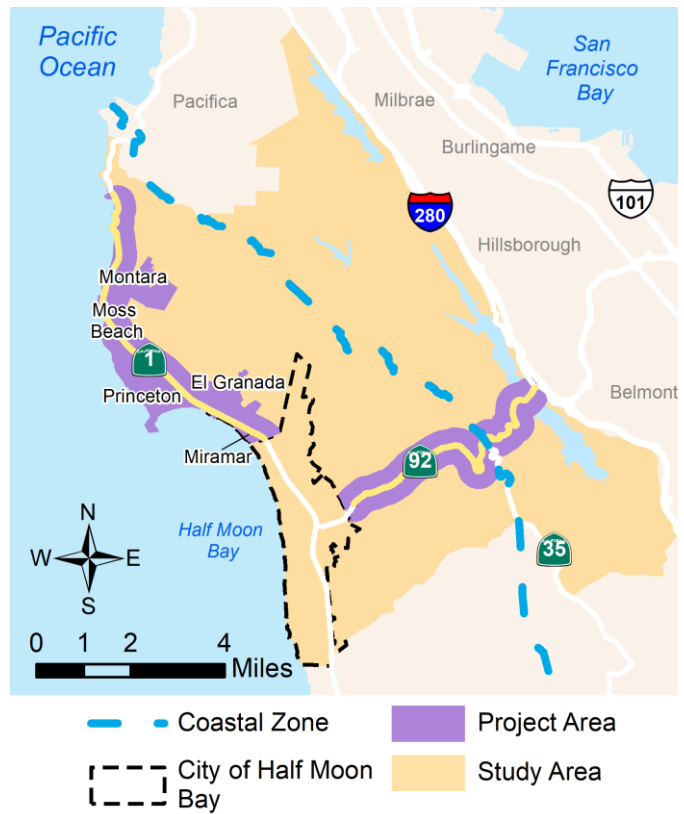 Pacific
Ocean
San
Francisco
Bay
Pacifica
Milbrae
Burlingame
280
101
Hillsborough
Montara
Moss
Beach
1
El Granada
Princeton
Belmont
Miramar
92
Half Moon
Bay
35
N
W E
S
0 1 2 4
Miles
Coastal Zone
Project Area
City of Half Moon
Bay
Study Area